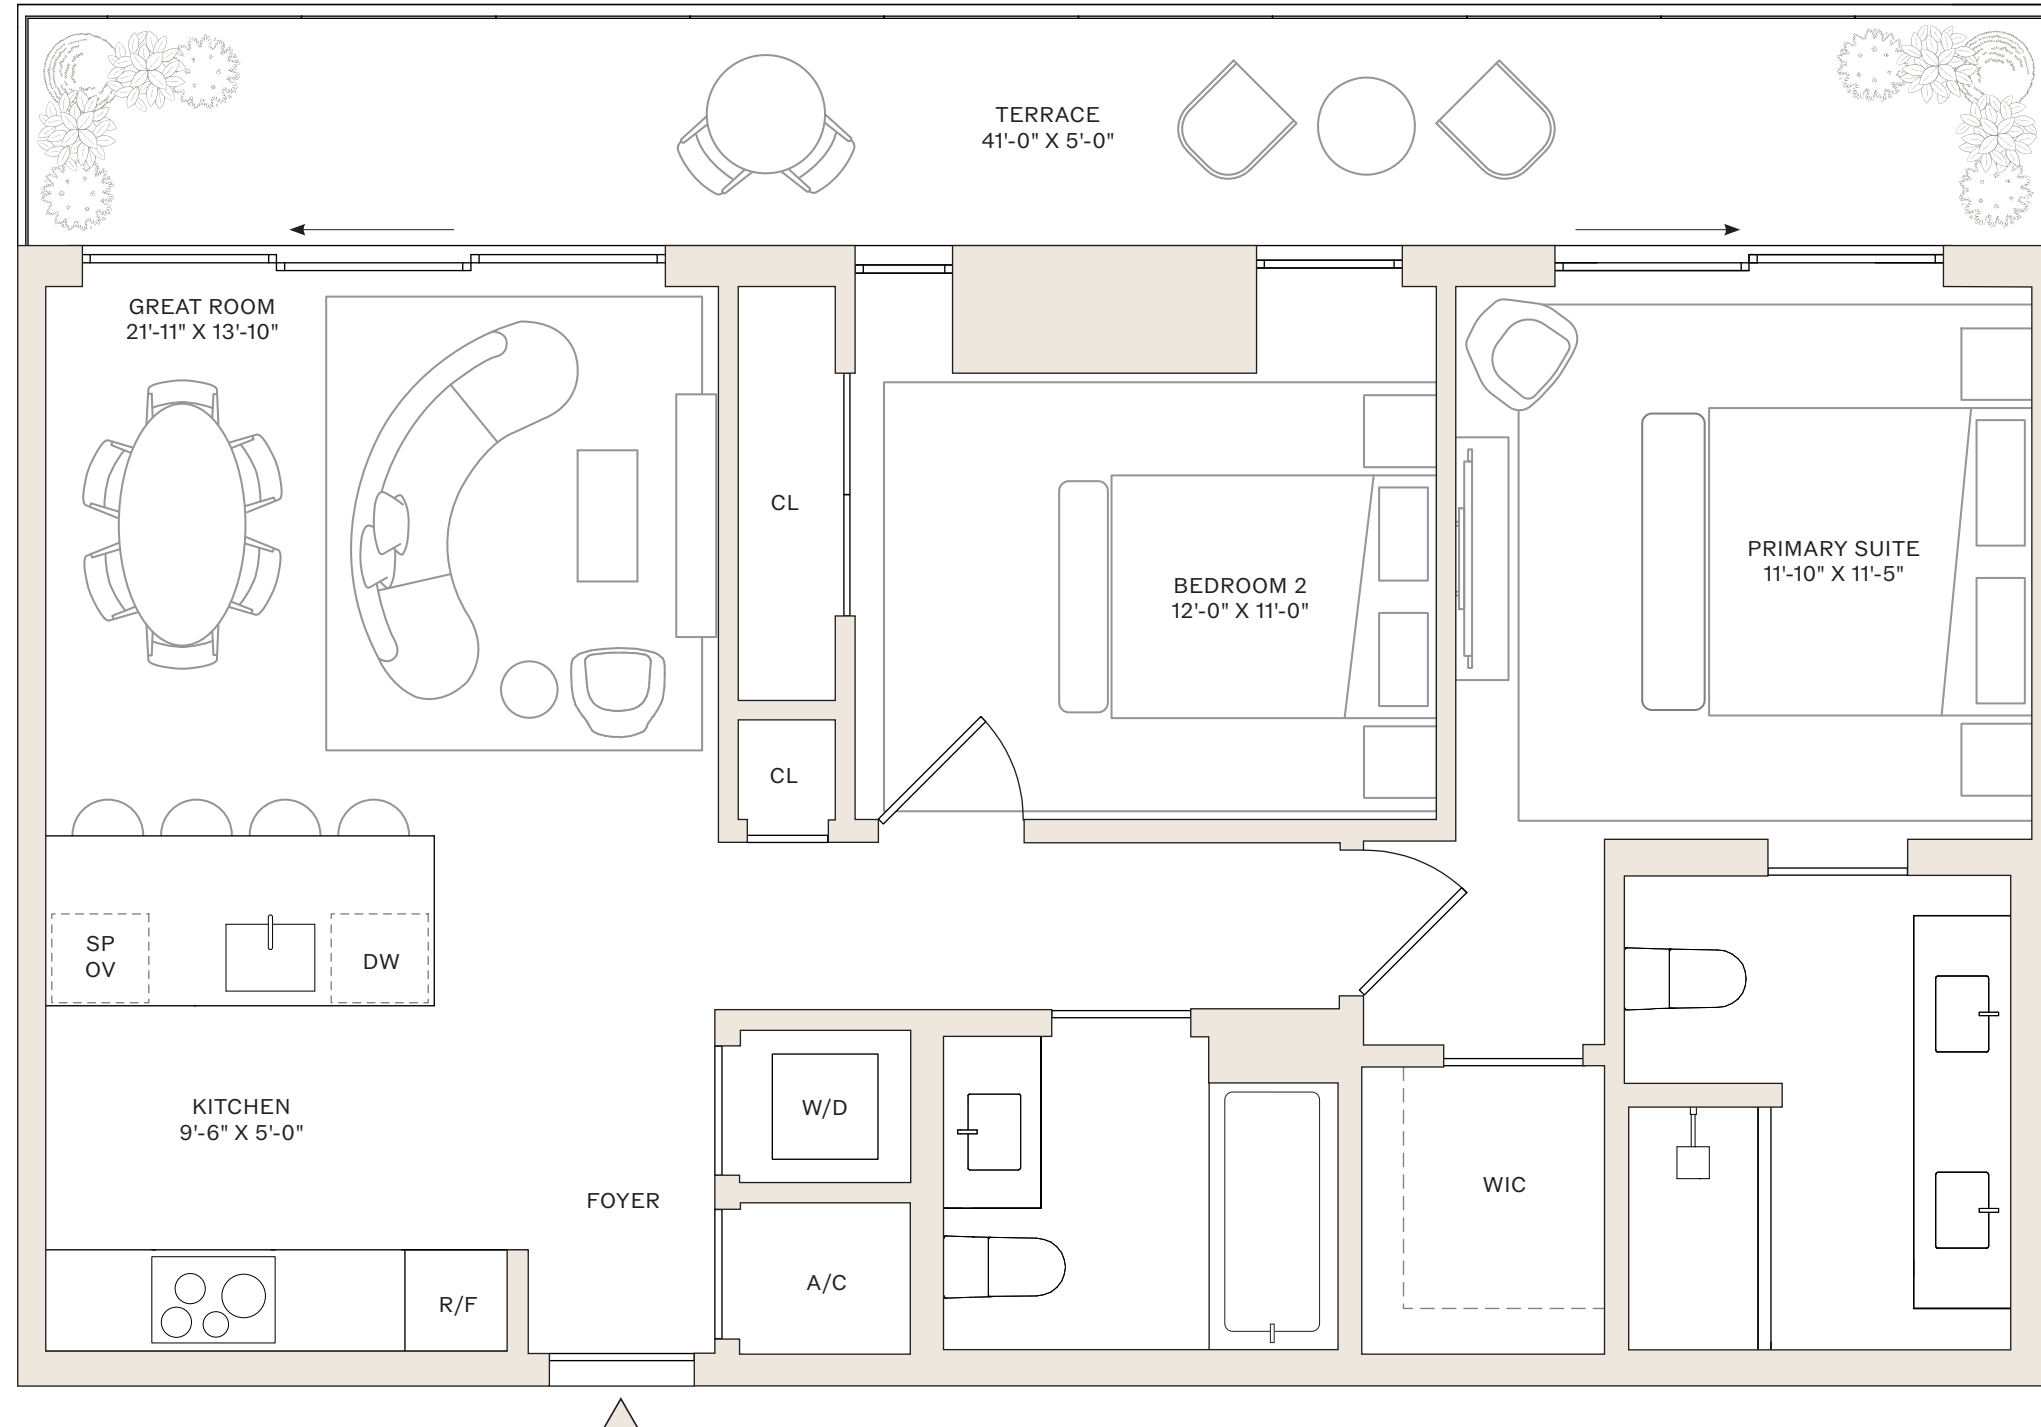 TERRACE
41'-0" X 5'-0"
GREAT ROOM
21'-11" X 13'-10"
CL
BEDROOM 2
12'-0" X 11'-0"
PRIMARY SUITE
11'-10" X 11'-5"
CL
SP
OV
DW
KITCHEN
9'-6" X 5'-0"
W/D
FOYER
WIC
A/C
R/F